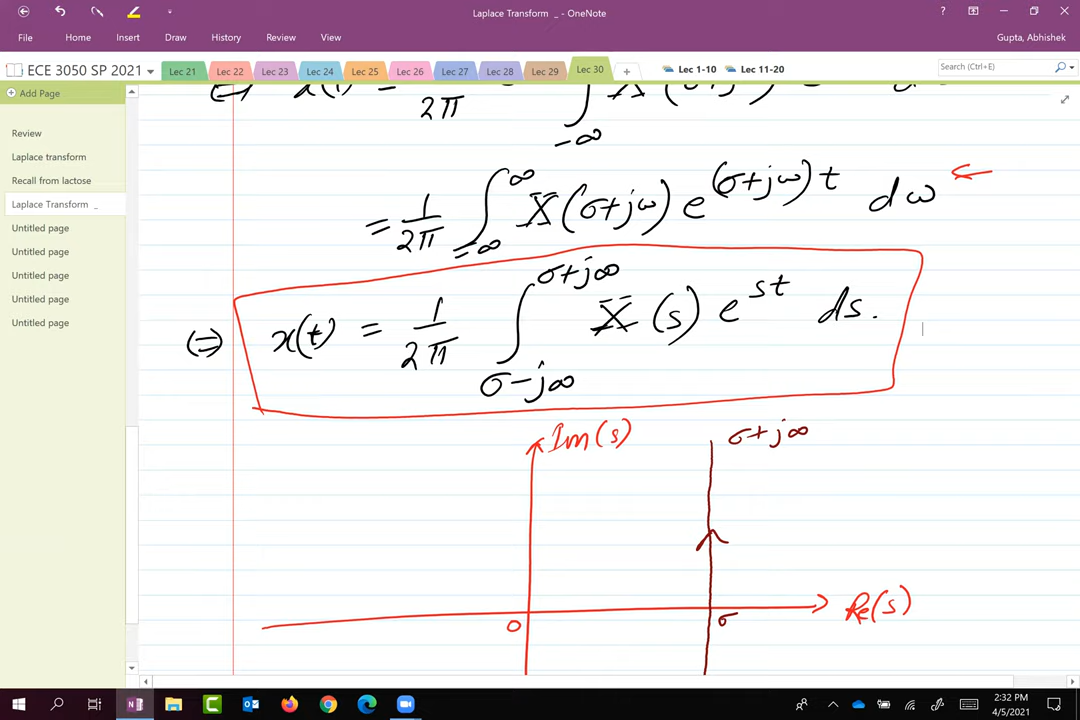 Laplace Transform _ - OneNote
Gupta, Abhishek
File Home Insert Draw History Review View
ECE 3050 SP 2021 Lec 21 Lec 22 Lec 23 Lec 24 Lec 25 Lec 26 Lec 27 Lec 28 Lec 29 Lec 30 + Lec 1-10 Lec 11-20 Search (Ctrl+E)
Add Page
Review
Laplace transform
Recall from lactose
Laplace Transform _
Untitled page
Untitled page
Untitled page
Untitled page
Untitled page
2π
-∞
= 1/2π ∫_{-∞}^{∞} X(σ+jω) e^{(σ+jω)t} dω ←
(=) x(t) = 1/2π ∫_{σ-j∞}^{σ+j∞} X(s) e^{st} ds.
Im(s)
σ+j∞
0
σ
Re(s)
2:32 PM
4/5/2021